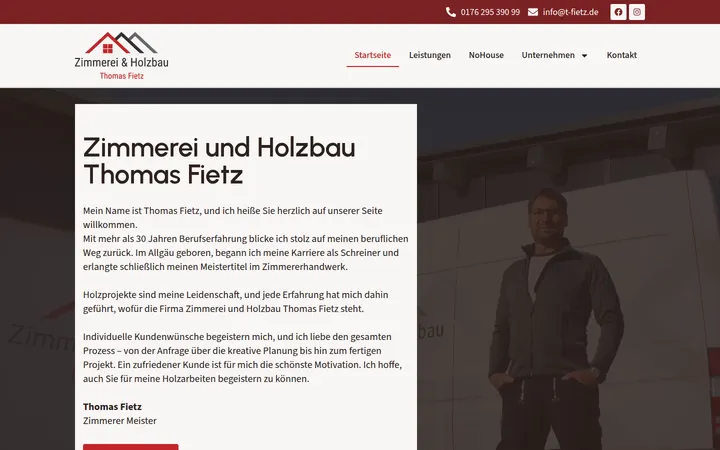 0176 295 390 99
info@t-fietz.de
Zimmerei & Holzbau
Thomas Fietz
Startseite
Leistungen
NoHouse
Unternehmen
Kontakt
Zimmerei und Holzbau
Thomas Fietz
Mein Name ist Thomas Fietz, und ich heiße Sie herzlich auf unserer Seite
willkommen.
Mit mehr als 30 Jahren Berufserfahrung blicke ich stolz auf meinen beruflichen
Weg zurück. Im Allgäu geboren, begann ich meine Karriere als Schreiner und
erlangte schließlich meinen Meistertitel im Zimmererhandwerk.
Holzprojekte sind meine Leidenschaft, und jede Erfahrung hat mich dahin
geführt, wofür die Firma Zimmerei und Holzbau Thomas Fietz steht.
Individuelle Kundenwünsche begeistern mich, und ich liebe den gesamten
Prozess – von der Anfrage über die kreative Planung bis hin zum fertigen
Projekt. Ein zufriedener Kunde ist für mich die schönste Motivation. Ich hoffe,
auch Sie für meine Holzarbeiten begeistern zu können.
Thomas Fietz
Zimmerer Meister